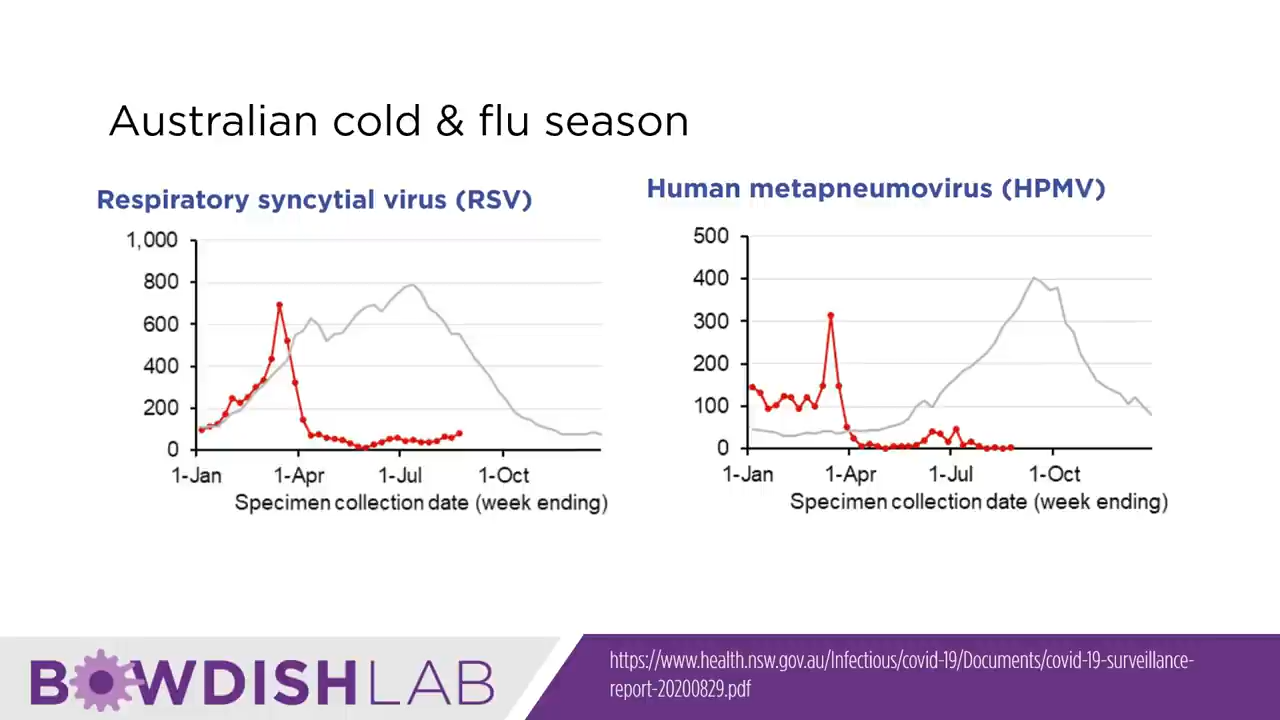 Australian cold & flu season
Respiratory syncytial virus (RSV)
1,000
800
600
400
200
0
1-Jan 1-Apr 1-Jul 1-Oct
Specimen collection date (week ending)
Human metapneumovirus (HPMV)
500
400
300
200
100
0
1-Jan 1-Apr 1-Jul 1-Oct
Specimen collection date (week ending)
BOWDISHLAB
https://www.health.nsw.gov.au/Infectious/covid-19/Documents/covid-19-surveillance-
report-20200829.pdf